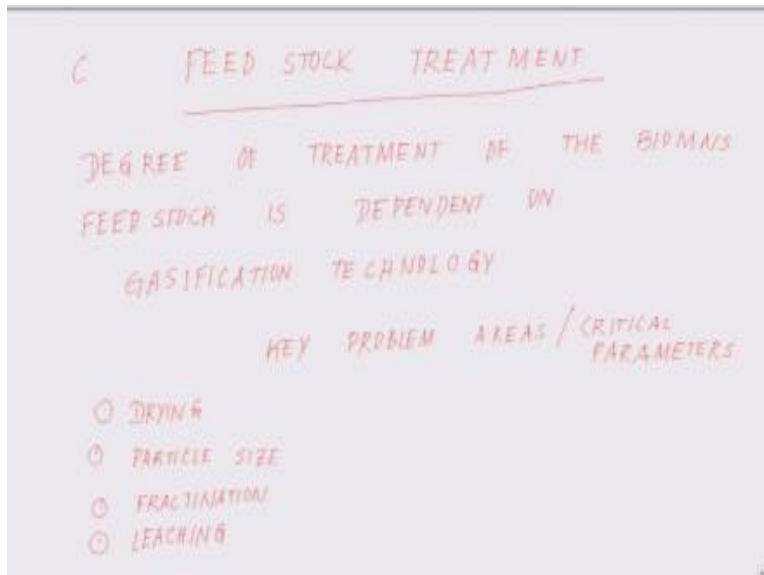 C FEED STOCK TREATMENT
DEGREE OF TREATMENT OF THE BIOMASS
FEED STOCK IS DEPENDENT ON
GASIFICATION TECHNOLOGY
KEY PROBLEM AREAS / CRITICAL
PARAMETERS
DRYING
PARTICLE SIZE
FRACTINATION
LEACHING